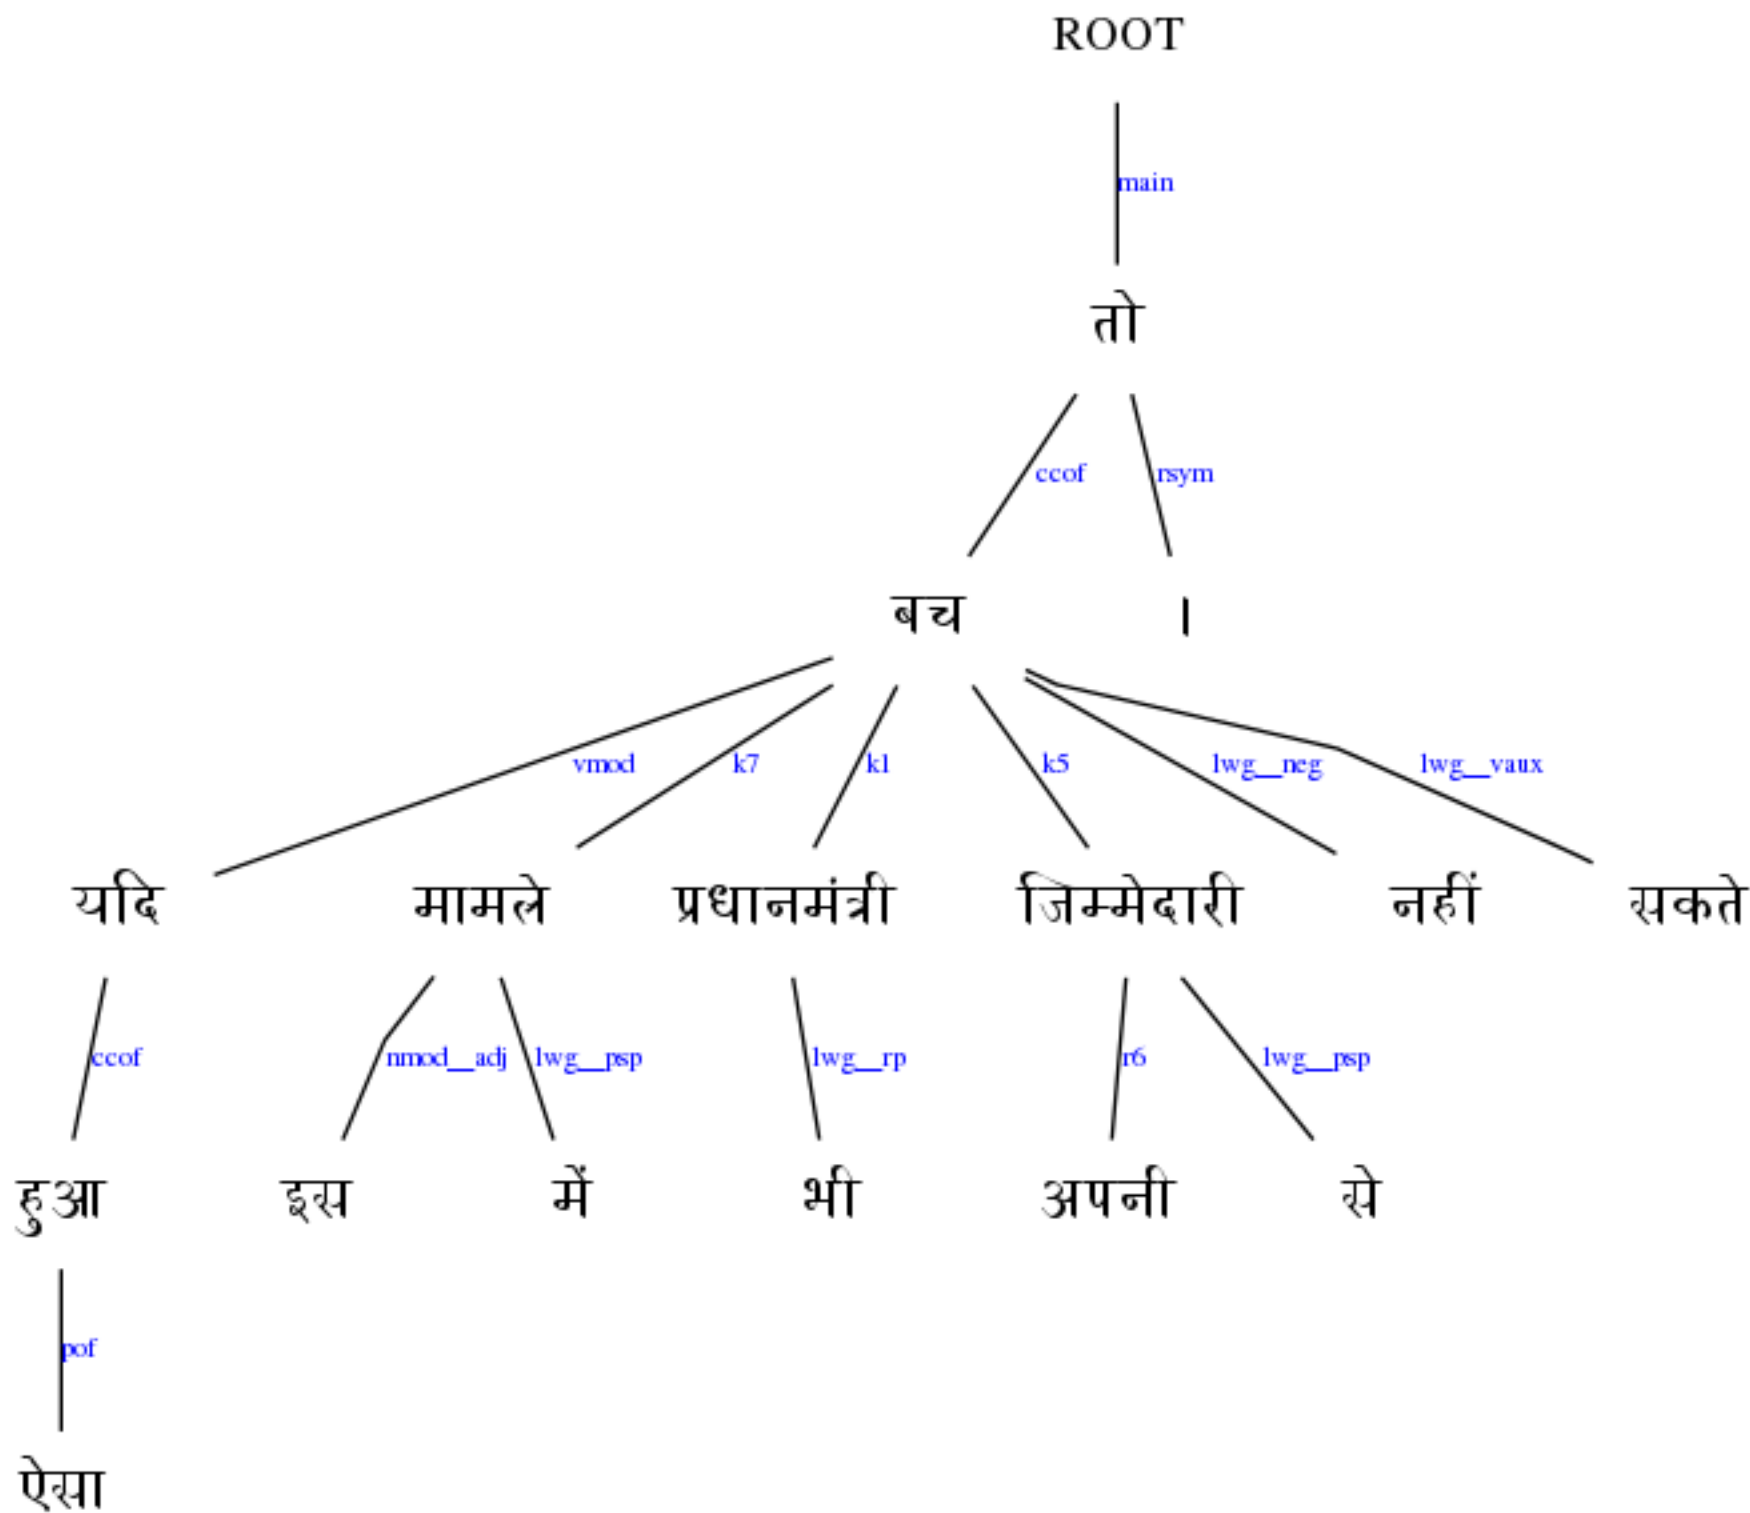 ROOT
main
तो
ccof rsym
बच ।
vmod k7 k1 k5 lwg__neg lwg__vaux
यदि मामले प्रधानमंत्री जिम्मेदारी नहीं सकते
ccof nmod__adj lwg__psp lwg__rp r6 lwg__psp
हुआ इस में भी अपनी से
pof
ऐसा